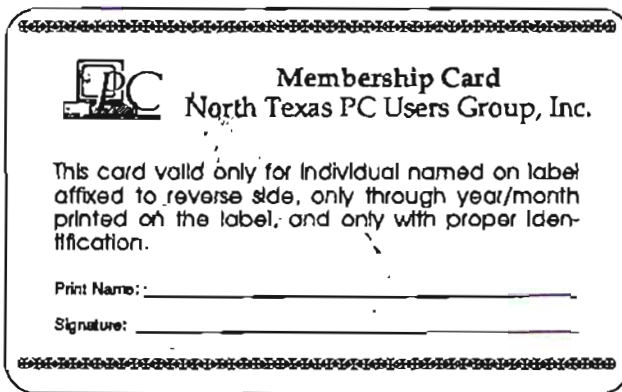 PC
Membership Card
North Texas PC Users Group, Inc.
This card valid only for individual named on label
affixed to reverse side, only through year/month
printed on the label, and only with proper iden-
tification.
Print Name:
Signature: